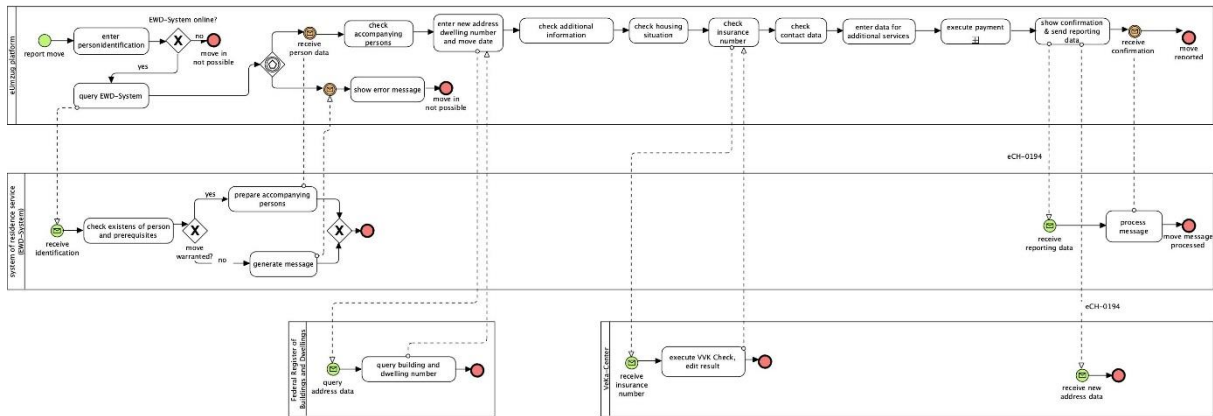 eUmzug platform
report move
enter
personidentification
EWD-System online?
X
no
move in
not possible
yes
query EWD-System
receive
person data
check
accompanying
persons
show error message
move in
not possible
enter new address
dwelling number
and move date
check additional
information
check housing
situation
check
insurance
number
check
contact data
enter data for
additional services
execute payment
show confirmation
& send reporting
data
receive
confirmation
move
reported
system of residence service
(EWD-System)
receive
identification
check existens of person
and prerequisites
X
move
warranted?
yes
prepare accompanying
persons
no
generate message
X
eCH-0194
receive
reporting data
process
message
move message
processed
eCH-0194
Federal Register of
Buildings and Dwellings
query
address data
query building and
dwelling number
VeKa-Center
receive
insurance
number
execute VVK Check,
edit result
receive new
address data